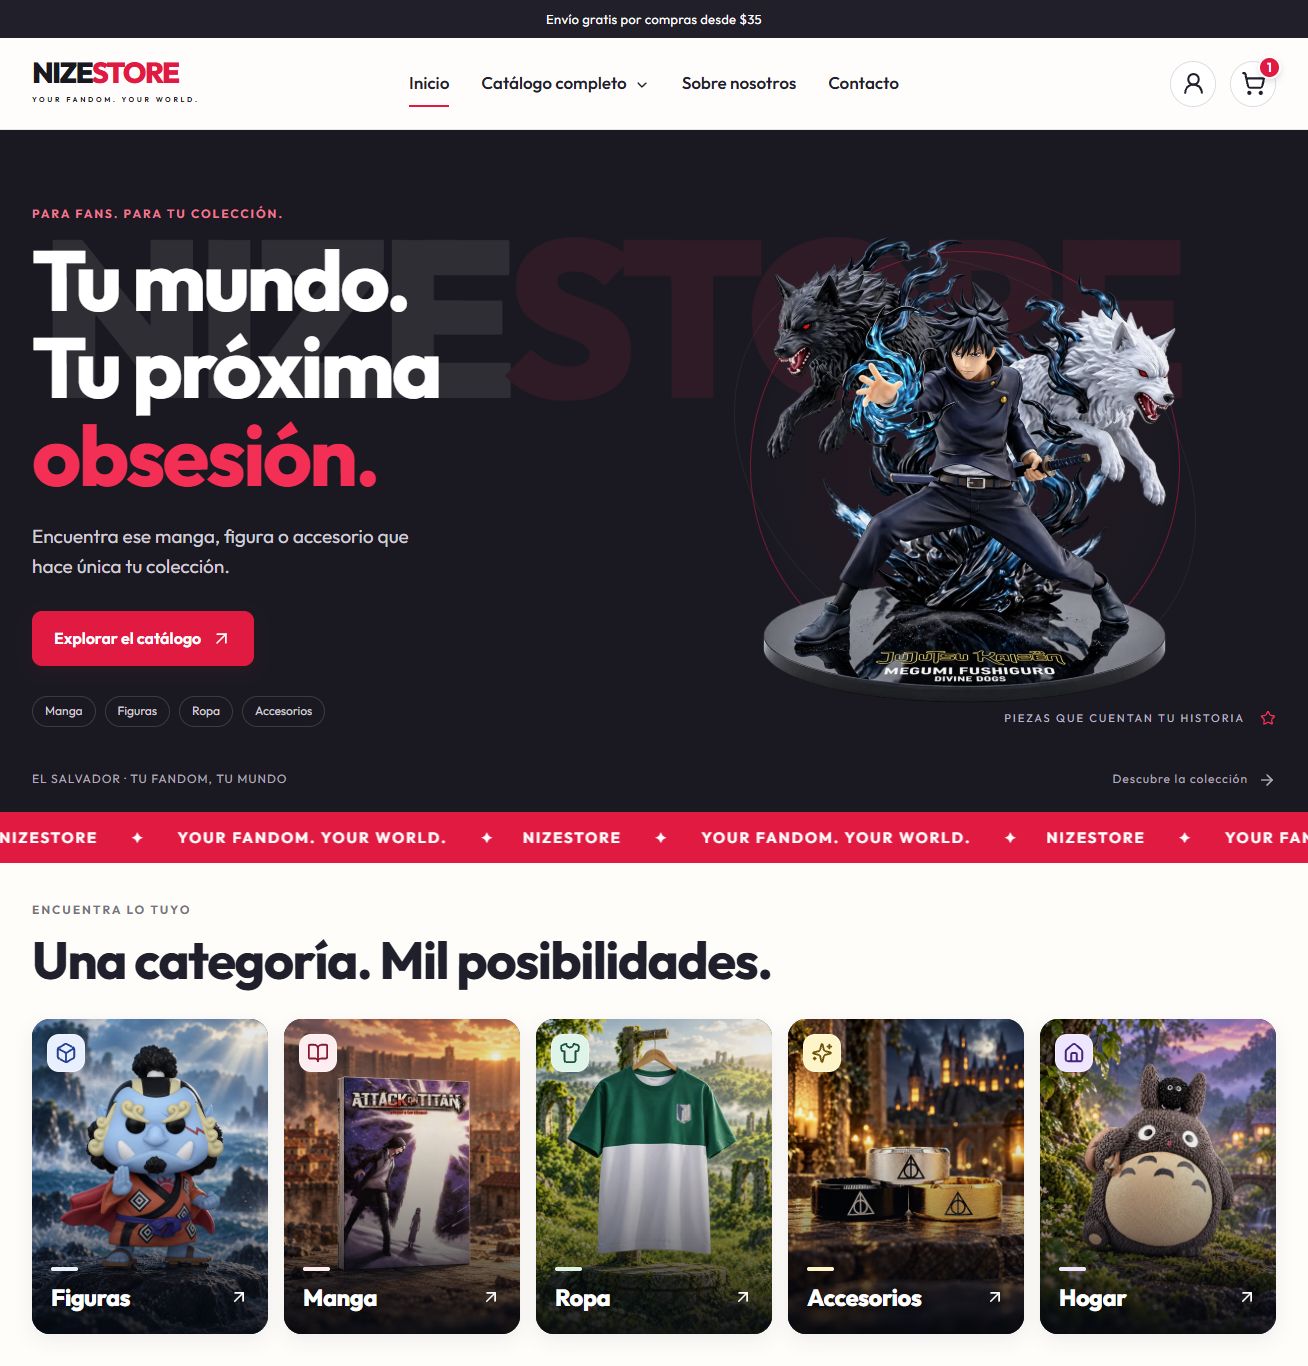 Envío gratis por compras desde $35
NIZESTORE
YOUR FANDOM. YOUR WORLD.
Inicio
Catálogo completo
Sobre nosotros
Contacto
1
PARA FANS. PARA TU COLECCIÓN.
NIZESTORE
Tu mundo.
Tu próxima
obsesión.
Encuentra ese manga, figura o accesorio que
hace única tu colección.
Explorar el catálogo
Manga
Figuras
Ropa
Accesorios
JuJuTsu Kaisen
MEGUMI FUSHIGURO
DIVINE DOGS
PIEZAS QUE CUENTAN TU HISTORIA
EL SALVADOR · TU FANDOM, TU MUNDO
Descubre la colección
NIZESTORE ✦ YOUR FANDOM. YOUR WORLD. ✦ NIZESTORE ✦ YOUR FANDOM. YOUR WORLD. ✦ NIZESTORE ✦ YOUR FAN
ENCUENTRA LO TUYO
Una categoría. Mil posibilidades.
ATTACK ON TITAN
Figuras
Manga
Ropa
Accesorios
Hogar